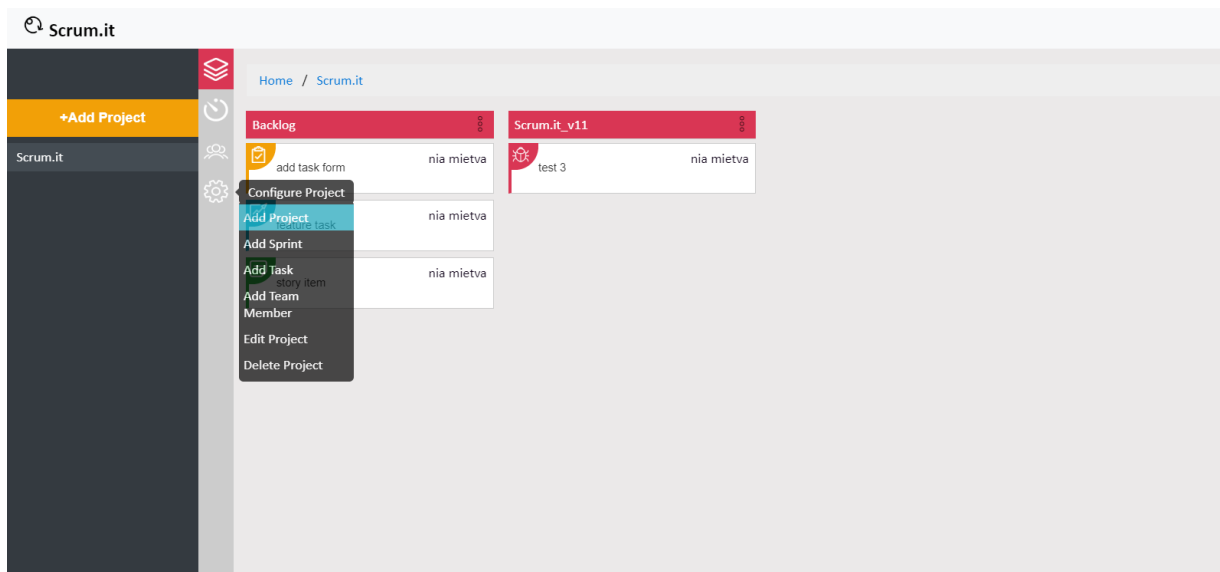 Scrum.it
+Add Project
Scrum.it
Home / Scrum.it
Backlog
add task form
nia mietva
feature task
nia mietva
story item
nia mietva
Scrum.it_v11
test 3
nia mietva
Configure Project
Add Project
Add Sprint
Add Task
Add Team
Member
Edit Project
Delete Project